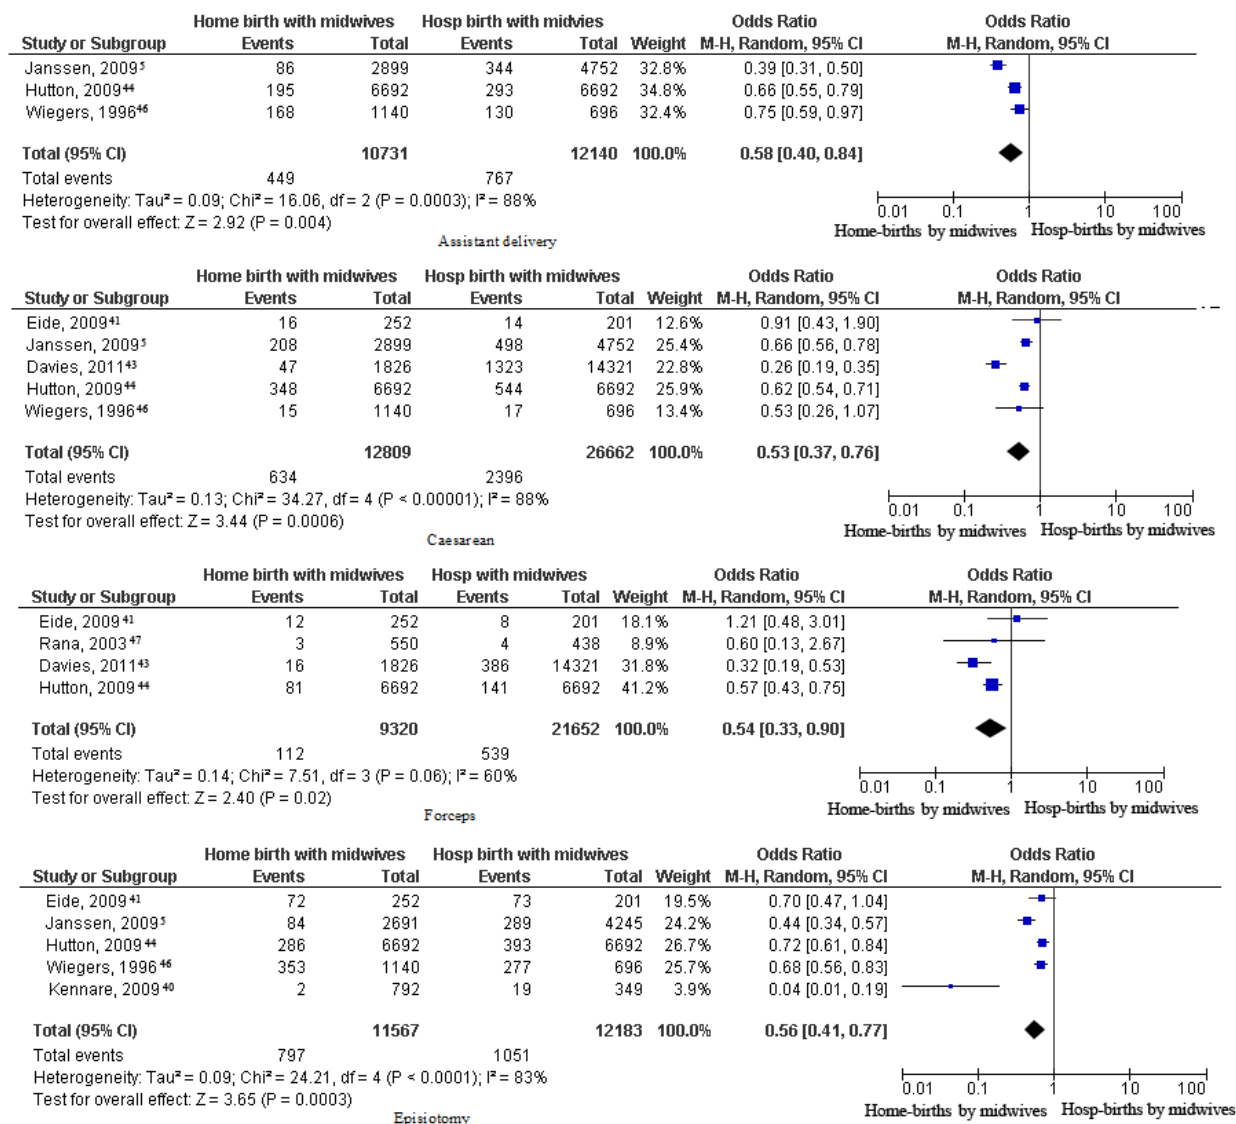 Home birth with midwives Hosp birth with midvies Odds Ratio Odds Ratio
Study or Subgroup Events Total Events Total Weight M-H, Random, 95% CI M-H, Random, 95% CI
Janssen, 2009⁵ 86 2899 344 4752 32.8% 0.39 [0.31, 0.50]
Hutton, 2009⁴⁴ 195 6692 293 6692 34.8% 0.66 [0.55, 0.79]
Wiegers, 1996⁴⁶ 168 1140 130 696 32.4% 0.75 [0.59, 0.97]
Total (95% CI) 10731 12140 100.0% 0.58 [0.40, 0.84]
Total events 449 767
Heterogeneity: Tau² = 0.09; Chi² = 16.06, df = 2 (P = 0.0003); I² = 88%
Test for overall effect: Z = 2.92 (P = 0.004)
0.01 0.1 1 10 100
Home-births by midwives Hosp-births by midwives
Assistant delivery
Home birth with midwives Hosp birth with midwives Odds Ratio Odds Ratio
Study or Subgroup Events Total Events Total Weight M-H, Random, 95% CI M-H, Random, 95% CI
Eide, 2009⁴¹ 16 252 14 201 12.6% 0.91 [0.43, 1.90]
Janssen, 2009⁵ 208 2899 498 4752 25.4% 0.66 [0.56, 0.78]
Davies, 2011⁴³ 47 1826 1323 14321 22.8% 0.26 [0.19, 0.35]
Hutton, 2009⁴⁴ 348 6692 544 6692 25.9% 0.62 [0.54, 0.71]
Wiegers, 1996⁴⁶ 15 1140 17 696 13.4% 0.53 [0.26, 1.07]
Total (95% CI) 12809 26662 100.0% 0.53 [0.37, 0.76]
Total events 634 2396
Heterogeneity: Tau² = 0.13; Chi² = 34.27, df = 4 (P < 0.00001); I² = 88%
Test for overall effect: Z = 3.44 (P = 0.0006)
0.01 0.1 1 10 100
Home-births by midwives Hosp-births by midwives
Caesarean
Home birth with midwives Hosp with midwives Odds Ratio Odds Ratio
Study or Subgroup Events Total Events Total Weight M-H, Random, 95% CI M-H, Random, 95% CI
Eide, 2009⁴¹ 12 252 8 201 18.1% 1.21 [0.48, 3.01]
Rana, 2003⁴⁷ 3 550 4 438 8.9% 0.60 [0.13, 2.67]
Davies, 2011⁴³ 16 1826 386 14321 31.8% 0.32 [0.19, 0.53]
Hutton, 2009⁴⁴ 81 6692 141 6692 41.2% 0.57 [0.43, 0.75]
Total (95% CI) 9320 21652 100.0% 0.54 [0.33, 0.90]
Total events 112 539
Heterogeneity: Tau² = 0.14; Chi² = 7.51, df = 3 (P = 0.06); I² = 60%
Test for overall effect: Z = 2.40 (P = 0.02)
0.01 0.1 1 10 100
Home-births by midwives Hosp-births by midwives
Forceps
Home birth with midwives Hosp birth with midwives Odds Ratio Odds Ratio
Study or Subgroup Events Total Events Total Weight M-H, Random, 95% CI M-H, Random, 95% CI
Eide, 2009⁴¹ 72 252 73 201 19.5% 0.70 [0.47, 1.04]
Janssen, 2009⁵ 84 2691 289 4245 24.2% 0.44 [0.34, 0.57]
Hutton, 2009⁴⁴ 286 6692 393 6692 26.7% 0.72 [0.61, 0.84]
Wiegers, 1996⁴⁶ 353 1140 277 696 25.7% 0.68 [0.56, 0.83]
Kennare, 2009⁴⁰ 2 792 19 349 3.9% 0.04 [0.01, 0.19]
Total (95% CI) 11567 12183 100.0% 0.56 [0.41, 0.77]
Total events 797 1051
Heterogeneity: Tau² = 0.09; Chi² = 24.21, df = 4 (P < 0.0001); I² = 83%
Test for overall effect: Z = 3.65 (P = 0.0003)
0.01 0.1 1 10 100
Home-births by midwives Hosp-births by midwives
Episiotomy